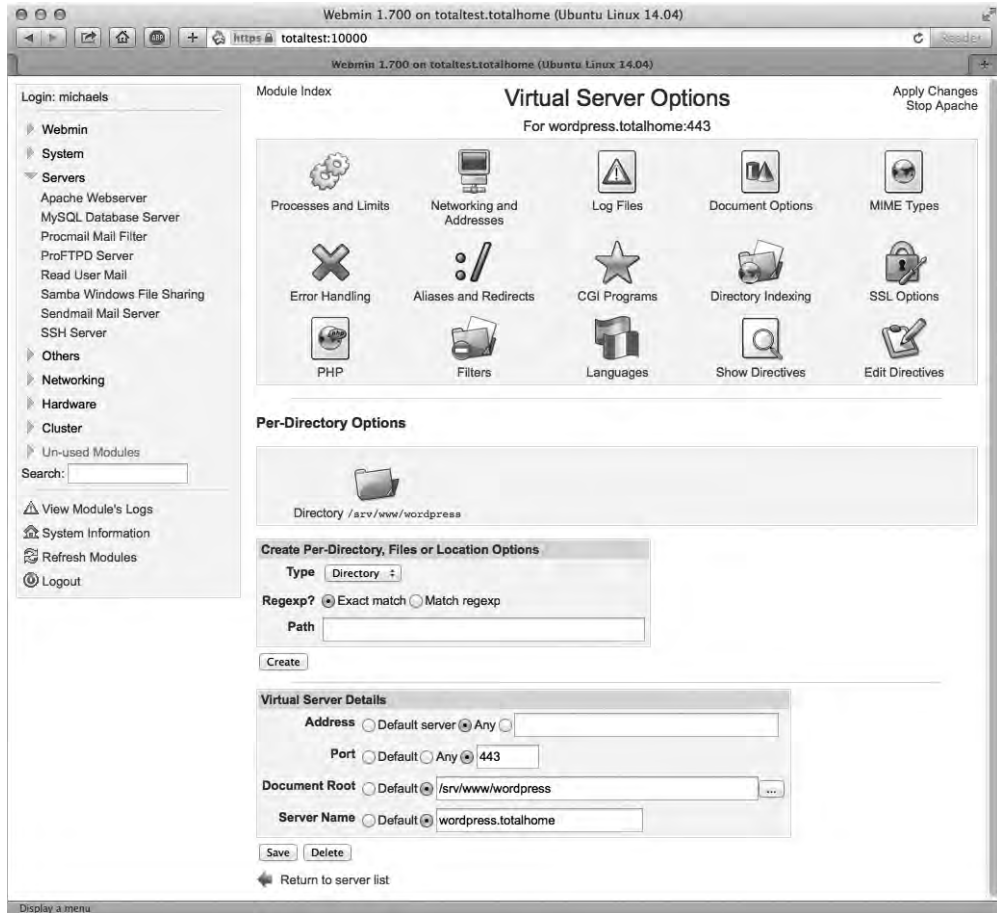 Webmin 1.700 on totaltest.totalhome (Ubuntu Linux 14.04)
https totaltest:10000
Reader
Webmin 1.700 on totaltest.totalhome (Ubuntu Linux 14.04)
Login: michaels
Webmin
System
Servers
Apache Webserver
MySQL Database Server
Procmail Mail Filter
ProFTPD Server
Read User Mail
Samba Windows File Sharing
Sendmail Mail Server
SSH Server
Others
Networking
Hardware
Cluster
Un-used Modules
Search:
View Module's Logs
System Information
Refresh Modules
Logout
Module Index
Virtual Server Options
For wordpress.totalhome:443
Apply Changes
Stop Apache
Processes and Limits
Networking and
Addresses
Log Files
Document Options
MIME Types
Error Handling
Aliases and Redirects
CGI Programs
Directory Indexing
SSL Options
PHP
Filters
Languages
Show Directives
Edit Directives
Per-Directory Options
Directory /srv/www/wordpress
Create Per-Directory, Files or Location Options
Type Directory
Regexp? Exact match Match regexp
Path
Create
Virtual Server Details
Address Default server Any
Port Default Any 443
Document Root Default /srv/www/wordpress ...
Server Name Default wordpress.totalhome
Save Delete
Return to server list
Display a menu